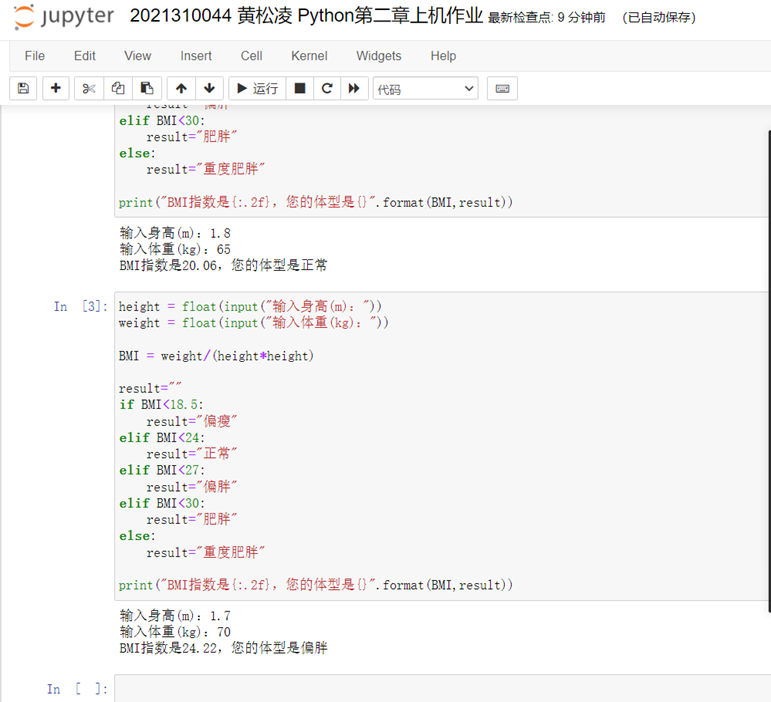 jupyter 2021310044 黄松凌 Python第二章上机作业 最新检查点: 9 分钟前 (已自动保存)
File Edit View Insert Cell Kernel Widgets Help
运行 代码
result="偏胖"
elif BMI<30:
result="肥胖"
else:
result="重度肥胖"
print("BMI指数是{:.2f}，您的体型是{}".format(BMI,result))
输入身高(m)：1.8
输入体重(kg)：65
BMI指数是20.06，您的体型是正常
In [3]:
height = float(input("输入身高(m)："))
weight = float(input("输入体重(kg)："))
BMI = weight/(height*height)
result=""
if BMI<18.5:
result="偏瘦"
elif BMI<24:
result="正常"
elif BMI<27:
result="偏胖"
elif BMI<30:
result="肥胖"
else:
result="重度肥胖"
print("BMI指数是{:.2f}，您的体型是{}".format(BMI,result))
输入身高(m)：1.7
输入体重(kg)：70
BMI指数是24.22，您的体型是偏胖
In [ ]: